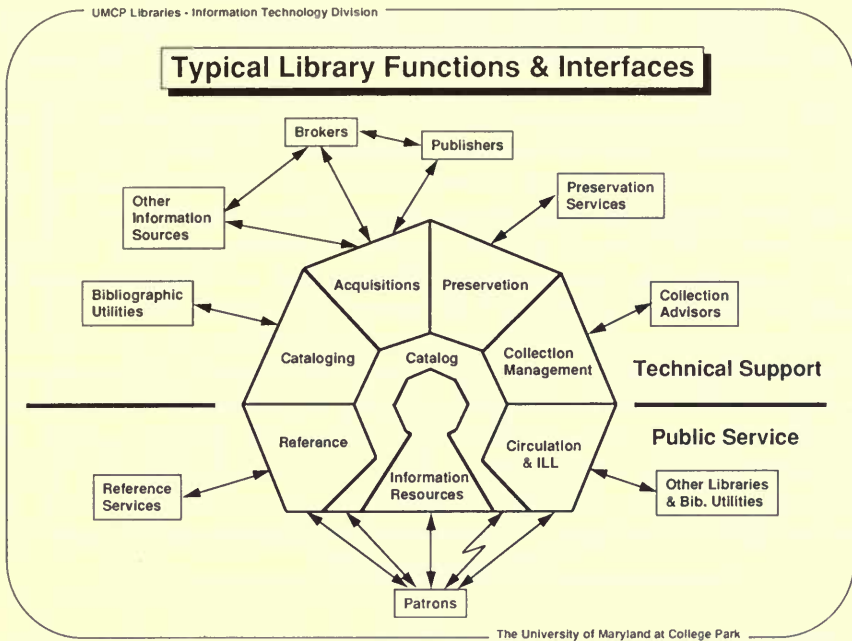 UMCP Libraries - Information Technology Division
Typical Library Functions & Interfaces
Brokers
Publishers
Other
Information
Sources
Preservation
Services
Acquisitions
Preservetion
Bibliographic
Utilities
Collection
Advisors
Cataloging
Catalog
Collection
Management
Technical Support
Public Service
Reference
Circulation
& ILL
Information
Resources
Reference
Services
Other Libraries
& Bib. Utilities
Patrons
The University of Maryland at College Park